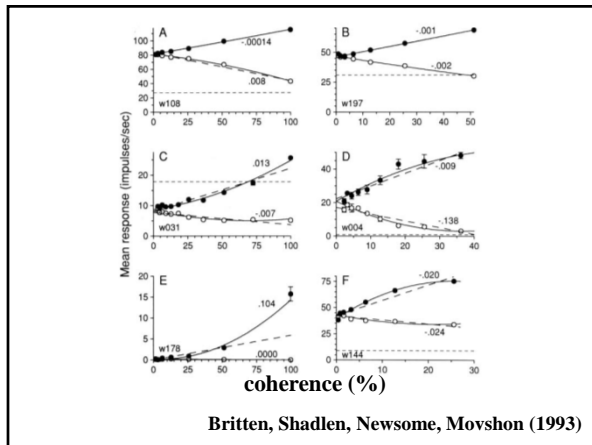 A
-.00014
.008
w108
120
100
80
60
40
20
0
0 25 50 75 100
B
-.001
-.002
w197
75
50
25
0
0 10 20 30 40 50
Mean response (impulses/sec)
C
.013
-.007
w031
30
20
10
0
0 25 50 75 100
D
-.009
-.138
w004
40
20
0
0 10 20 30 40
E
.104
.0000
w178
20
15
10
5
0
0 25 50 75 100
F
-.020
-.024
w144
75
50
25
0
0 10 20 30
coherence (%)
Britten, Shadlen, Newsome, Movshon (1993)